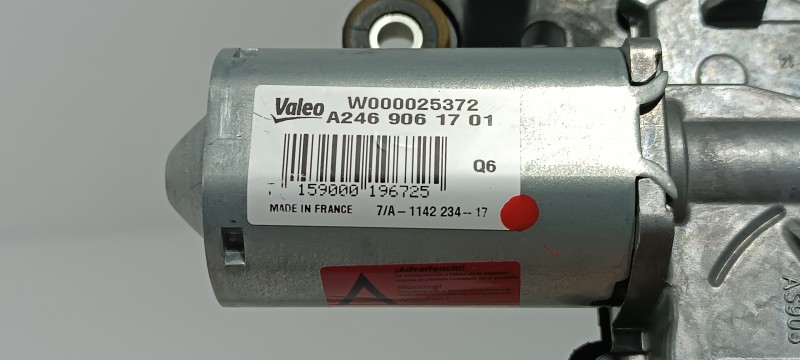 Valeo W000025372
A246 906 17 01
Q6
159000 196725
MADE IN FRANCE 7/A-1142 234-17
¡Advertencia!
Warning!